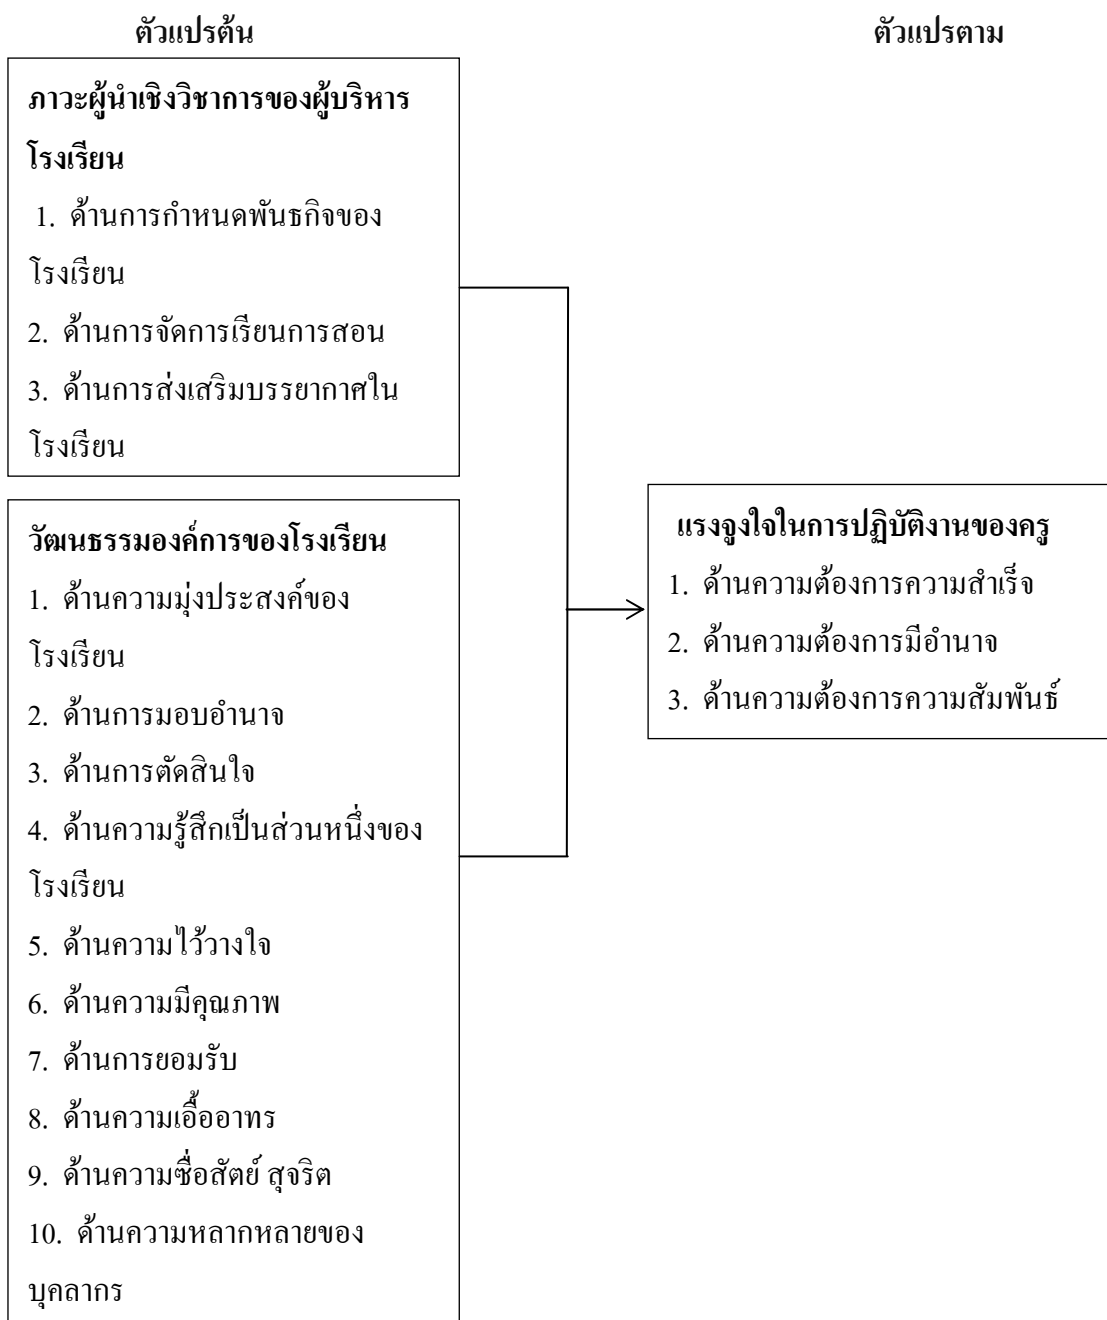 ตัวแปรต้น
ตัวแปรตาม
ภาวะผู้นำเชิงวิชาการของผู้บริหาร
โรงเรียน
1. ด้านการกำหนดพันธกิจของ
โรงเรียน
2. ด้านการจัดการเรียนการสอน
3. ด้านการส่งเสริมบรรยากาศใน
โรงเรียน
วัฒนธรรมองค์การของโรงเรียน
1. ด้านความมุ่งประสงค์ของ
โรงเรียน
2. ด้านการมอบอำนาจ
3. ด้านการตัดสินใจ
4. ด้านความรู้สึกเป็นส่วนหนึ่งของ
โรงเรียน
5. ด้านความไว้วางใจ
6. ด้านความมีคุณภาพ
7. ด้านการยอมรับ
8. ด้านความเอื้ออาทร
9. ด้านความซื่อสัตย์ สุจริต
10. ด้านความหลากหลายของ
บุคลากร
แรงจูงใจในการปฏิบัติงานของครู
1. ด้านความต้องการความสำเร็จ
2. ด้านความต้องการมีอำนาจ
3. ด้านความต้องการความสัมพันธ์